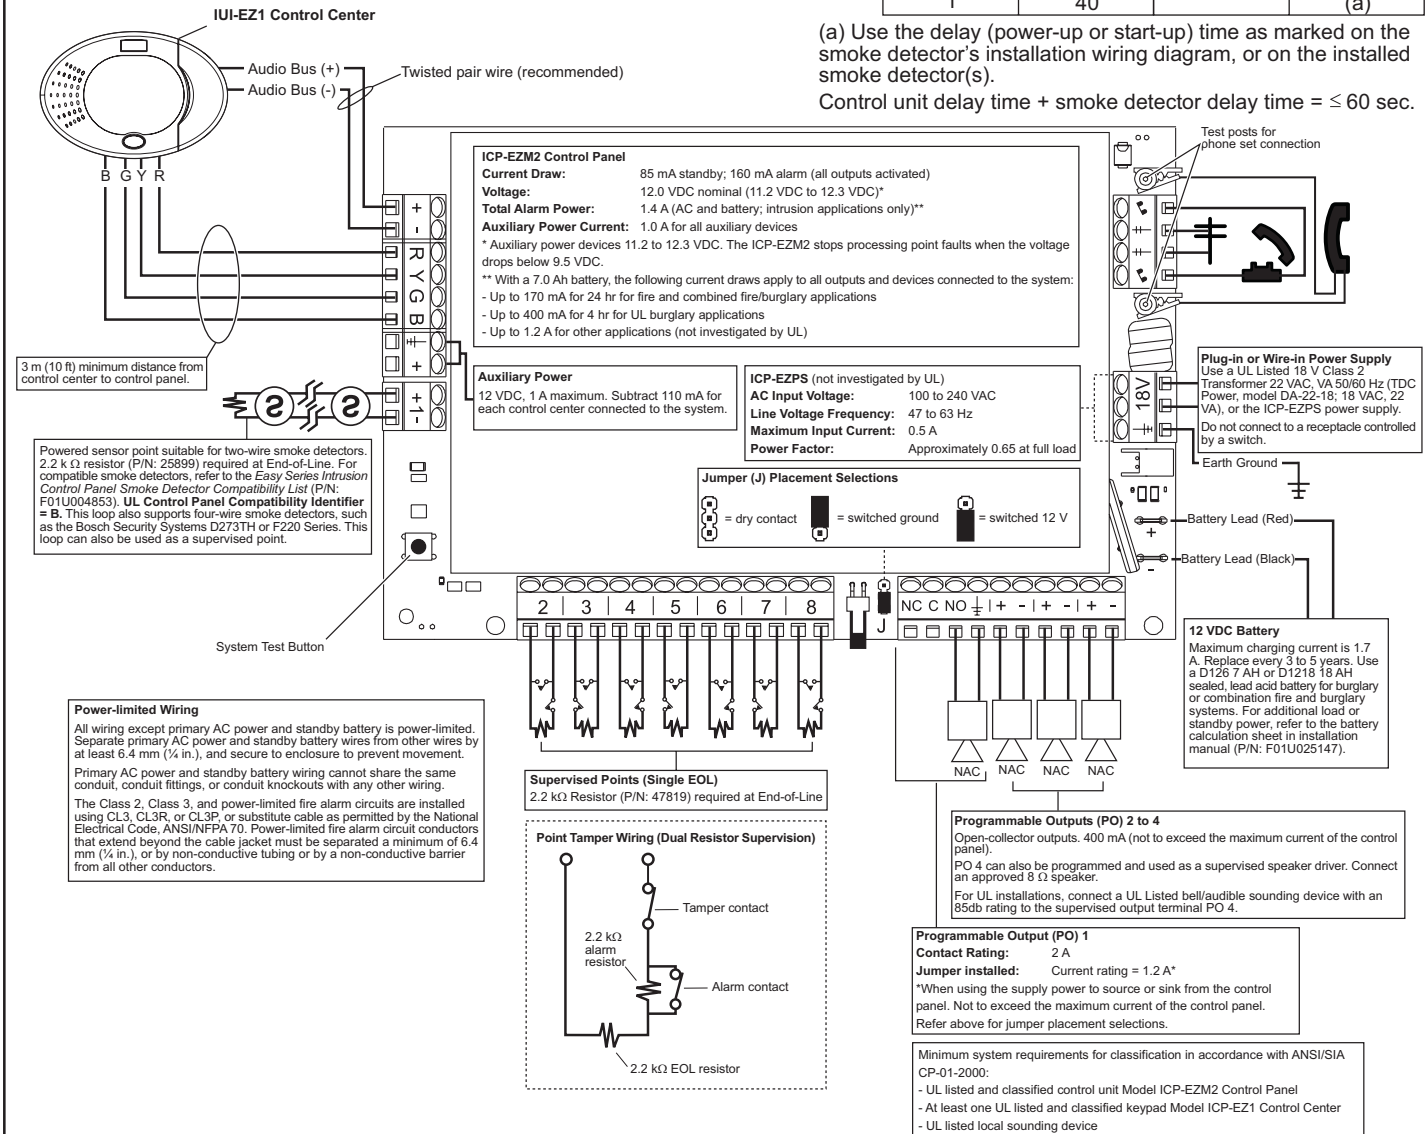 IUI-EZ1 Control Center
1
40
(a)
(a) Use the delay (power-up or start-up) time as marked on the
smoke detector's installation wiring diagram, or on the installed
smoke detector(s).
Control unit delay time + smoke detector delay time = ≤ 60 sec.
Audio Bus (+)
Audio Bus (-)
Twisted pair wire (recommended)
B G Y R
Test posts for
phone set connection
ICP-EZM2 Control Panel
Current Draw: 85 mA standby; 160 mA alarm (all outputs activated)
Voltage: 12.0 VDC nominal (11.2 VDC to 12.3 VDC)*
Total Alarm Power: 1.4 A (AC and battery; intrusion applications only)**
Auxiliary Power Current: 1.0 A for all auxiliary devices
* Auxiliary power devices 11.2 to 12.3 VDC. The ICP-EZM2 stops processing point faults when the voltage
drops below 9.5 VDC.
** With a 7.0 Ah battery, the following current draws apply to all outputs and devices connected to the system:
- Up to 170 mA for 24 hr for fire and combined fire/burglary applications
- Up to 400 mA for 4 hr for UL burglary applications
- Up to 1.2 A for other applications (not investigated by UL)
+
-
R
Y
G
B
+
+
1
-
3 m (10 ft) minimum distance from
control center to control panel.
Auxiliary Power
12 VDC, 1 A maximum. Subtract 110 mA for
each control center connected to the system.
ICP-EZPS (not investigated by UL)
AC Input Voltage: 100 to 240 VAC
Line Voltage Frequency: 47 to 63 Hz
Maximum Input Current: 0.5 A
Power Factor: Approximately 0.65 at full load
18V
Plug-in or Wire-in Power Supply
Use a UL Listed 18 V Class 2
Transformer 22 VAC, VA 50/60 Hz (TDC
Power, model DA-22-18; 18 VAC, 22
VA), or the ICP-EZPS power supply.
Do not connect to a receptacle controlled
by a switch.
Earth Ground
S
S
Powered sensor point suitable for two-wire smoke detectors.
2.2 k Ω resistor (P/N: 25899) required at End-of-Line. For
compatible smoke detectors, refer to the Easy Series Intrusion
Control Panel Smoke Detector Compatibility List (P/N:
F01U004853). UL Control Panel Compatibility Identifier
= B. This loop also supports four-wire smoke detectors, such
as the Bosch Security Systems D273TH or F220 Series. This
loop can also be used as a supervised point.
Jumper (J) Placement Selections
= dry contact
= switched ground
= switched 12 V
Battery Lead (Red)
+
Battery Lead (Black)
-
System Test Button
2 3 4 5 6 7 8
J
NC C NO + - + - + -
12 VDC Battery
Maximum charging current is 1.7
A. Replace every 3 to 5 years. Use
a D126 7 AH or D1218 18 AH
sealed, lead acid battery for burglary
or combination fire and burglary
systems. For additional load or
standby power, refer to the battery
calculation sheet in installation
manual (P/N: F01U025147).
Power-limited Wiring
All wiring except primary AC power and standby battery is power-limited.
Separate primary AC power and standby battery wires from other wires by
at least 6.4 mm (¼ in.), and secure to enclosure to prevent movement.
Primary AC power and standby battery wiring cannot share the same
conduit, conduit fittings, or conduit knockouts with any other wiring.
The Class 2, Class 3, and power-limited fire alarm circuits are installed
using CL3, CL3R, or CL3P, or substitute cable as permitted by the National
Electrical Code, ANSI/NFPA 70. Power-limited fire alarm circuit conductors
that extend beyond the cable jacket must be separated a minimum of 6.4
mm (¼ in.), or by non-conductive tubing or by a non-conductive barrier
from all other conductors.
NAC NAC NAC NAC
Supervised Points (Single EOL)
2.2 kΩ Resistor (P/N: 47819) required at End-of-Line
Point Tamper Wiring (Dual Resistor Supervision)
Tamper contact
2.2 kΩ
alarm
resistor
Alarm contact
2.2 kΩ EOL resistor
Programmable Outputs (PO) 2 to 4
Open-collector outputs. 400 mA (not to exceed the maximum current of the control
panel).
PO 4 can also be programmed and used as a supervised speaker driver. Connect
an approved 8 Ω speaker.
For UL installations, connect a UL Listed bell/audible sounding device with an
85db rating to the supervised output terminal PO 4.
Programmable Output (PO) 1
Contact Rating: 2 A
Jumper installed: Current rating = 1.2 A*
*When using the supply power to source or sink from the control
panel. Not to exceed the maximum current of the control panel.
Refer above for jumper placement selections.
Minimum system requirements for classification in accordance with ANSI/SIA
CP-01-2000:
- UL listed and classified control unit Model ICP-EZM2 Control Panel
- At least one UL listed and classified keypad Model ICP-EZ1 Control Center
- UL listed local sounding device